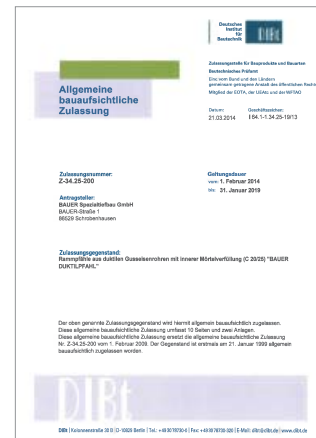 Deutsches
Institut
für
Bautechnik
DIBt
Zulassungsstelle für Bauprodukte und Bauarten
Bautechnisches Prüfamt
Eine vom Bund und den Ländern
gemeinsam getragene Anstalt des öffentlichen Rechts
Mitglied der EOTA, der UEAtc und der WFTAO
Allgemeine
bauaufsichtliche
Zulassung
Datum: Geschäftszeichen:
21.03.2014 I 64.1-1.34.25-19/13
Zulassungsnummer:
Z-34.25-200
Geltungsdauer
vom: 1. Februar 2014
bis: 31. Januar 2019
Antragsteller:
BAUER Spezialtiefbau GmbH
BAUER-Straße 1
86529 Schrobenhausen
Zulassungsgegenstand:
Rammpfähle aus duktilen Gusseisenrohren mit innerer Mörtelverfüllung (C 20/25) "BAUER
DUKTILPFAHL"
Der oben genannte Zulassungsgegenstand wird hiermit allgemein bauaufsichtlich zugelassen.
Diese allgemeine bauaufsichtliche Zulassung umfasst 10 Seiten und zwei Anlagen.
Diese allgemeine bauaufsichtliche Zulassung ersetzt die allgemeine bauaufsichtliche Zulassung
Nr. Z-34.25-200 vom 1. Februar 2009. Der Gegenstand ist erstmals am 21. Januar 1999 allgemein
bauaufsichtlich zugelassen worden.
DIBt
DIBt | Kolonnenstraße 30 B | D-10829 Berlin | Tel.: +49 30 78730-0 | Fax: +49 30 78730-320 | E-Mail: dibt@dibt.de | www.dibt.de